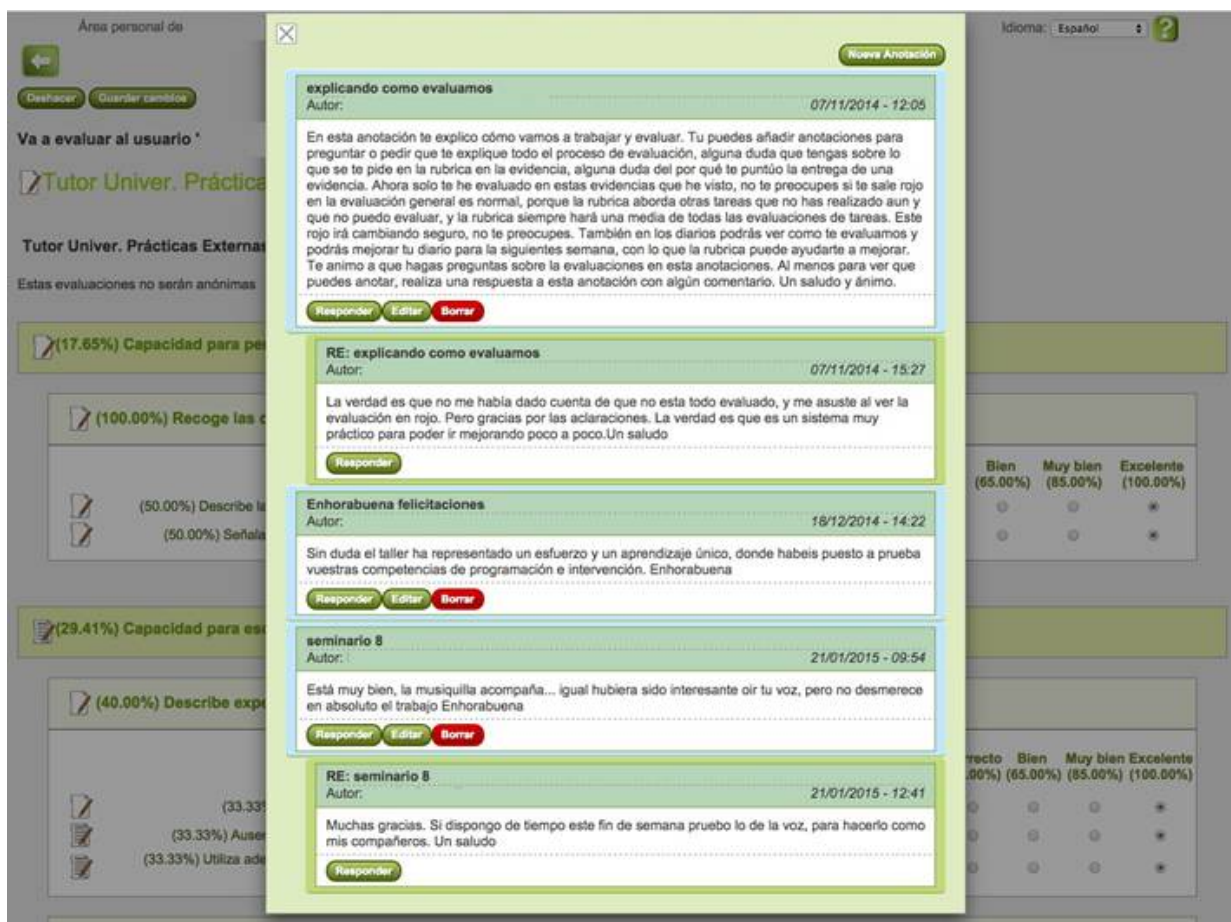 Área personal de
Idioma: Español
?
Nueva Anotación
Deshacer Guardar cambios
Va a evaluar al usuario '
Tutor Univer. Práctica
Tutor Univer. Prácticas Externas
Estas evaluaciones no serán anónimas
explicando como evaluamos
Autor: 07/11/2014 - 12:05
En esta anotación te explico cómo vamos a trabajar y evaluar. Tu puedes añadir anotaciones para
preguntar o pedir que te explique todo el proceso de evaluación, alguna duda que tengas sobre lo
que se te pide en la rubrica en la evidencia, alguna duda del por qué te puntúo la entrega de una
evidencia. Ahora solo te he evaluado en estas evidencias que he visto, no te preocupes si te sale rojo
en la evaluación general es normal, porque la rubrica aborda otras tareas que no has realizado aun y
que no puedo evaluar, y la rubrica siempre hará una media de todas las evaluaciones de tareas. Este
rojo irá cambiando seguro, no te preocupes. También en los diarios podrás ver como te evaluamos y
podrás mejorar tu diario para la siguientes semana, con lo que la rubrica puede ayudarte a mejorar.
Te animo a que hagas preguntas sobre la evaluaciones en esta anotaciones. Al menos para ver que
puedes anotar, realiza una respuesta a esta anotación con algún comentario. Un saludo y ánimo.
Responder Editar Borrar
(17.65%) Capacidad para pe
RE: explicando como evaluamos
Autor: 07/11/2014 - 15:27
La verdad es que no me había dado cuenta de que no esta todo evaluado, y me asuste al ver la
evaluación en rojo. Pero gracias por las aclaraciones. La verdad es que es un sistema muy
práctico para poder ir mejorando poco a poco.Un saludo
Responder
(100.00%) Recoge las
Bien Muy bien Excelente
(65.00%) (85.00%) (100.00%)
(50.00%) Describe la
(50.00%) Señala
Enhorabuena felicitaciones
Autor: 18/12/2014 - 14:22
Sin duda el taller ha representado un esfuerzo y un aprendizaje único, donde habeis puesto a prueba
vuestras competencias de programación e intervención. Enhorabuena
Responder Editar Borrar
(29.41%) Capacidad para es
seminario 8
Autor: 21/01/2015 - 09:54
Está muy bien, la musiquilla acompaña... igual hubiera sido interesante oir tu voz, pero no desmerece
en absoluto el trabajo Enhorabuena
Responder Editar Borrar
(40.00%) Describe expe
RE: seminario 8
Autor: 21/01/2015 - 12:41
Muchas gracias. Si dispongo de tiempo este fin de semana pruebo lo de la voz, para hacerlo como
mis compañeros. Un saludo
Responder
rrecto Bien Muy bien Excelente
.00%) (65.00%) (85.00%) (100.00%)
(33.33%
(33.33%) Ausen
(33.33%) Utiliza ade